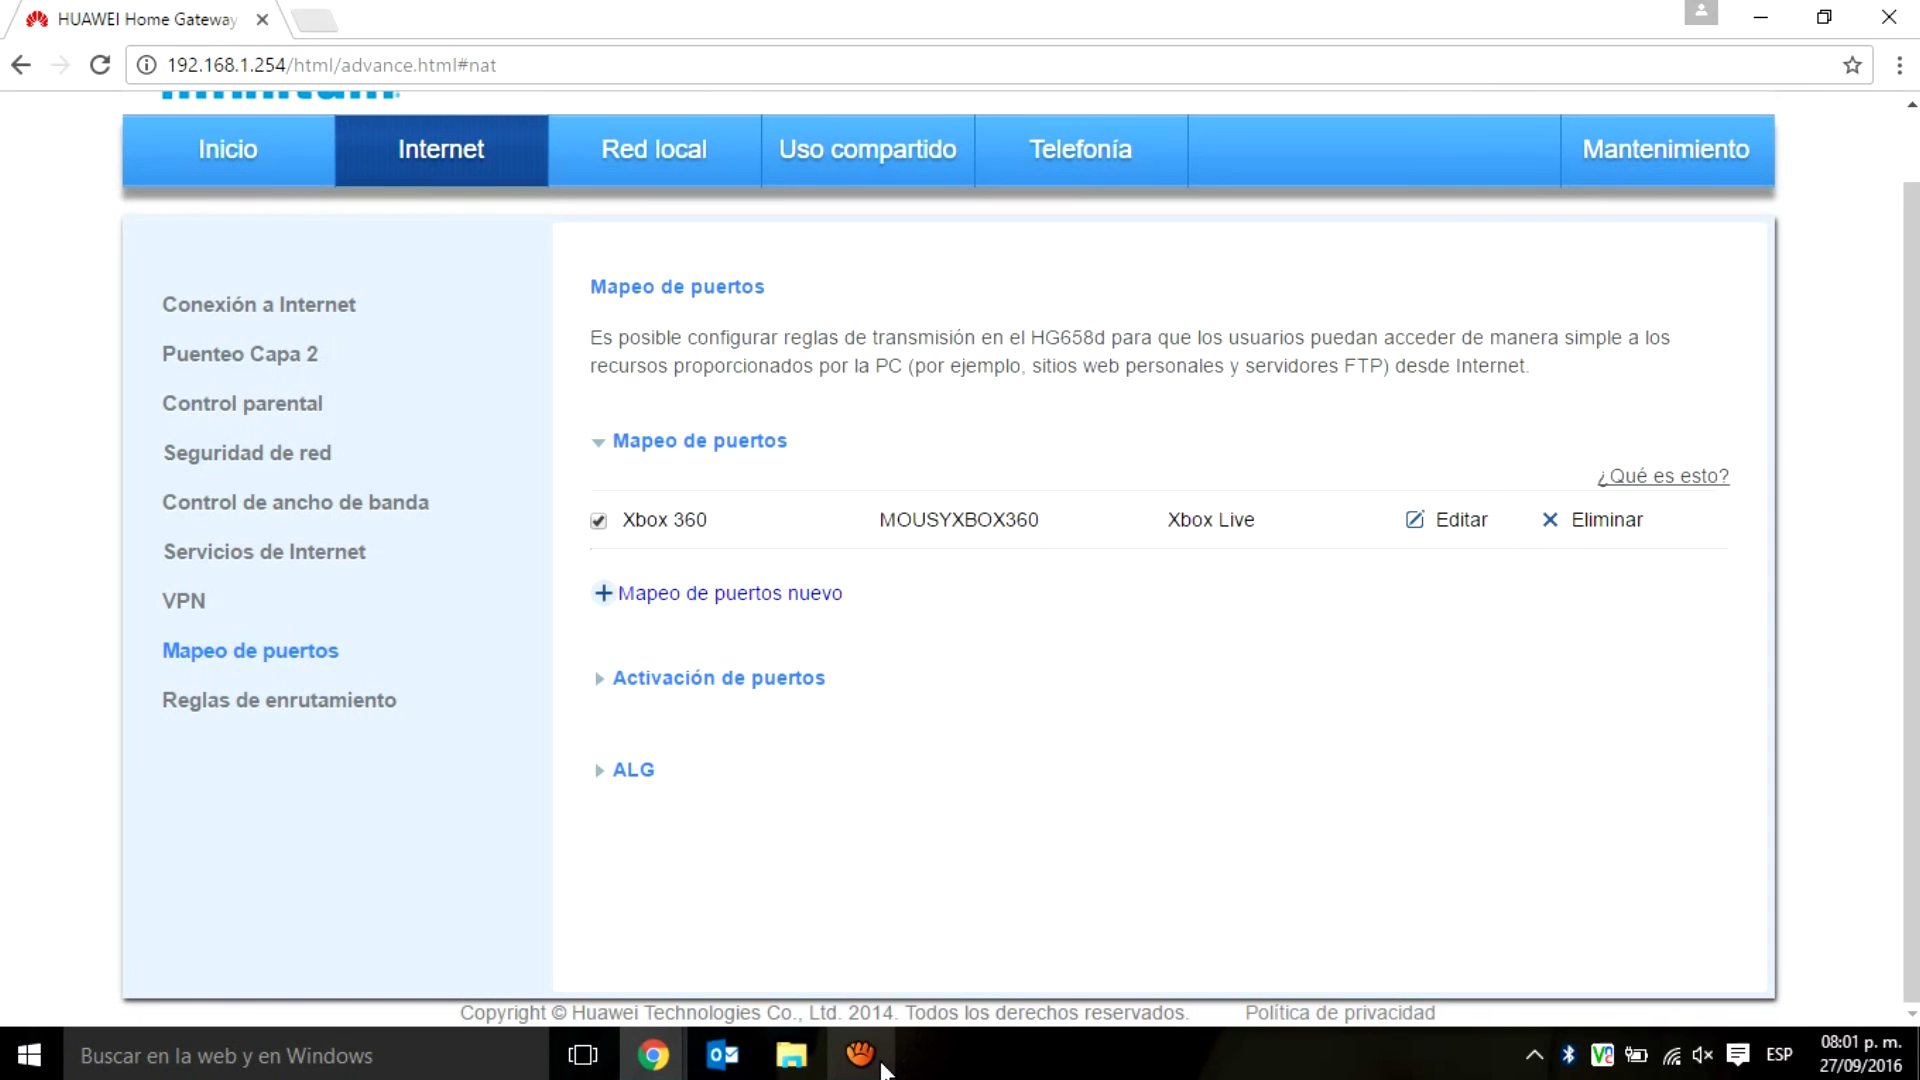 HUAWEI Home Gateway
192.168.1.254/html/advance.html#nat
Inicio
Internet
Red local
Uso compartido
Telefonía
Mantenimiento
Conexión a Internet
Puenteo Capa 2
Control parental
Seguridad de red
Control de ancho de banda
Servicios de Internet
VPN
Mapeo de puertos
Reglas de enrutamiento
Mapeo de puertos
Es posible configurar reglas de transmisión en el HG658d para que los usuarios puedan acceder de manera simple a los
recursos proporcionados por la PC (por ejemplo, sitios web personales y servidores FTP) desde Internet.
Mapeo de puertos
¿Qué es esto?
Xbox 360 MOUSYXBOX360 Xbox Live Editar Eliminar
Mapeo de puertos nuevo
Activación de puertos
ALG
Copyright © Huawei Technologies Co., Ltd. 2014. Todos los derechos reservados. Política de privacidad
Buscar en la web y en Windows
ESP
08:01 p. m.
27/09/2016